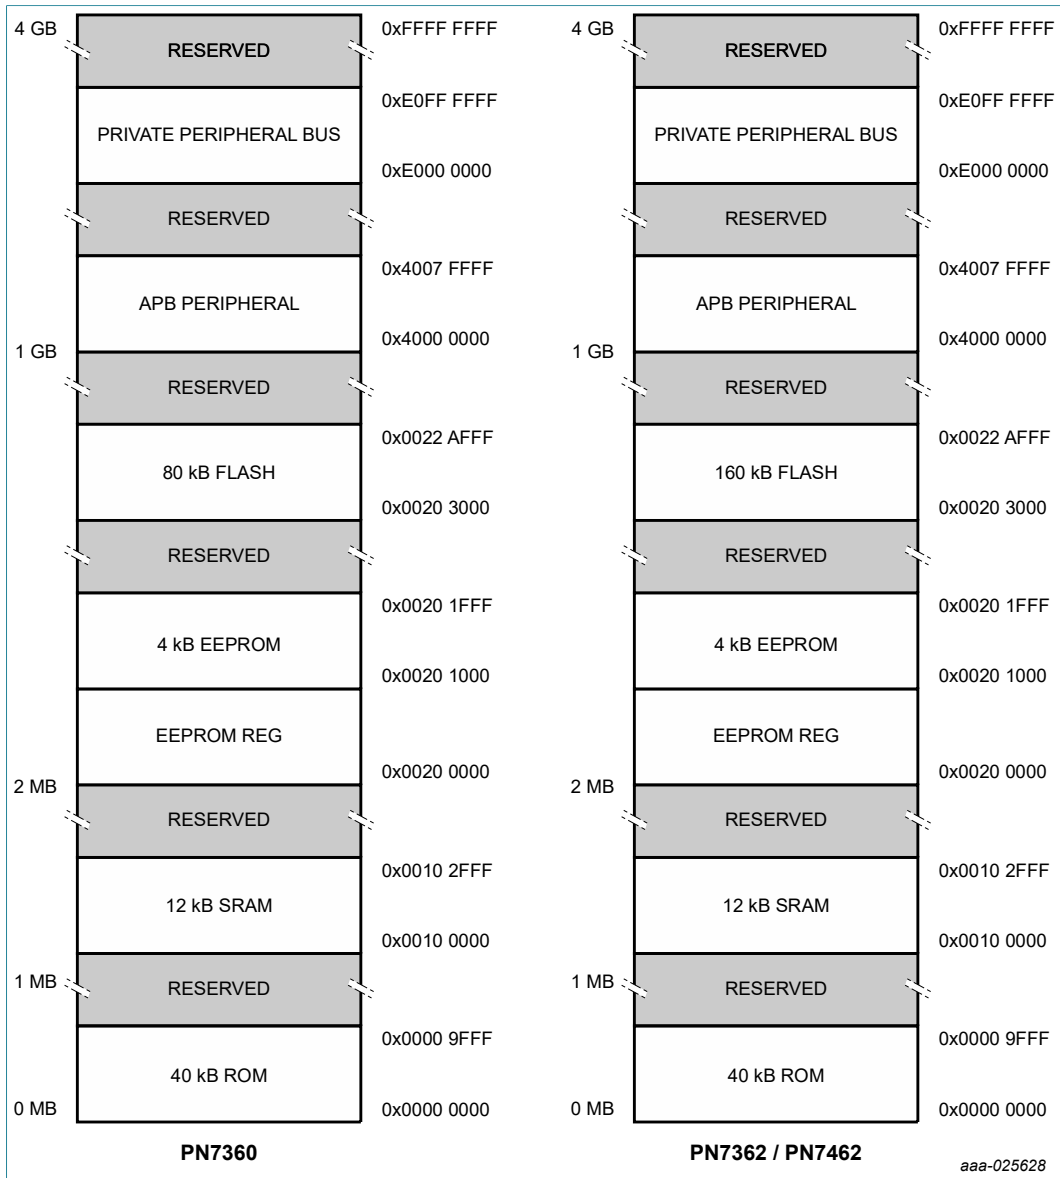 4 GB
RESERVED
0xFFFF FFFF
0xE0FF FFFF
PRIVATE PERIPHERAL BUS
0xE000 0000
RESERVED
0x4007 FFFF
APB PERIPHERAL
0x4000 0000
1 GB
RESERVED
0x0022 AFFF
80 kB FLASH
0x0020 3000
RESERVED
0x0020 1FFF
4 kB EEPROM
0x0020 1000
EEPROM REG
0x0020 0000
2 MB
RESERVED
0x0010 2FFF
12 kB SRAM
0x0010 0000
1 MB
RESERVED
0x0000 9FFF
40 kB ROM
0 MB
0x0000 0000
PN7360
4 GB
RESERVED
0xFFFF FFFF
0xE0FF FFFF
PRIVATE PERIPHERAL BUS
0xE000 0000
RESERVED
0x4007 FFFF
APB PERIPHERAL
0x4000 0000
1 GB
RESERVED
0x0022 AFFF
160 kB FLASH
0x0020 3000
RESERVED
0x0020 1FFF
4 kB EEPROM
0x0020 1000
EEPROM REG
0x0020 0000
2 MB
RESERVED
0x0010 2FFF
12 kB SRAM
0x0010 0000
1 MB
RESERVED
0x0000 9FFF
40 kB ROM
0 MB
0x0000 0000
PN7362 / PN7462
aaa-025628